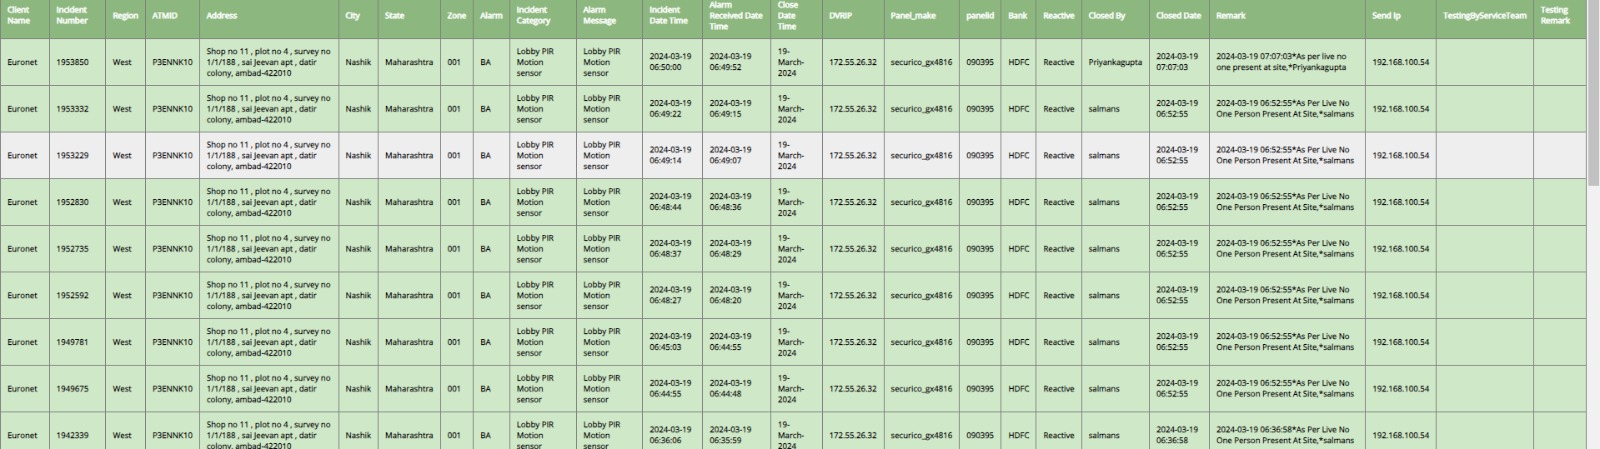 Client Name Incident Number Region ATMID Address City State Zone Alarm Incident Category Alarm Message Incident Date Time Alarm Received Date Time Close Date Time DVRIP Panel_make panelid Bank Reactive Closed By Closed Date Remark Send Ip TestingByServiceTeam Testing Remark
Euronet 1953850 West P3ENNK10 Shop no 11 , plot no 4 , survey no 1/1/188 , sai Jeevan apt , datir colony, ambad-422010 Nashik Maharashtra 001 BA Lobby PIR Motion sensor Lobby PIR Motion sensor 2024-03-19 06:50:00 2024-03-19 06:49:52 19-March-2024 172.55.26.32 securico_gx4816 090395 HDFC Reactive Priyankagupta 2024-03-19 07:07:03 2024-03-19 07:07:03*As per live no one present at site,*Priyankagupta 192.168.100.54
Euronet 1953332 West P3ENNK10 Shop no 11 , plot no 4 , survey no 1/1/188 , sai Jeevan apt , datir colony, ambad-422010 Nashik Maharashtra 001 BA Lobby PIR Motion sensor Lobby PIR Motion sensor 2024-03-19 06:49:22 2024-03-19 06:49:15 19-March-2024 172.55.26.32 securico_gx4816 090395 HDFC Reactive salmans 2024-03-19 06:52:55 2024-03-19 06:52:55*As Per Live No One Person Present At Site,*salmans 192.168.100.54
Euronet 1953229 West P3ENNK10 Shop no 11 , plot no 4 , survey no 1/1/188 , sai Jeevan apt , datir colony, ambad-422010 Nashik Maharashtra 001 BA Lobby PIR Motion sensor Lobby PIR Motion sensor 2024-03-19 06:49:14 2024-03-19 06:49:07 19-March-2024 172.55.26.32 securico_gx4816 090395 HDFC Reactive salmans 2024-03-19 06:52:55 2024-03-19 06:52:55*As Per Live No One Person Present At Site,*salmans 192.168.100.54
Euronet 1952830 West P3ENNK10 Shop no 11 , plot no 4 , survey no 1/1/188 , sai Jeevan apt , datir colony, ambad-422010 Nashik Maharashtra 001 BA Lobby PIR Motion sensor Lobby PIR Motion sensor 2024-03-19 06:48:44 2024-03-19 06:48:36 19-March-2024 172.55.26.32 securico_gx4816 090395 HDFC Reactive salmans 2024-03-19 06:52:55 2024-03-19 06:52:55*As Per Live No One Person Present At Site,*salmans 192.168.100.54
Euronet 1952735 West P3ENNK10 Shop no 11 , plot no 4 , survey no 1/1/188 , sai Jeevan apt , datir colony, ambad-422010 Nashik Maharashtra 001 BA Lobby PIR Motion sensor Lobby PIR Motion sensor 2024-03-19 06:48:37 2024-03-19 06:48:29 19-March-2024 172.55.26.32 securico_gx4816 090395 HDFC Reactive salmans 2024-03-19 06:52:55 2024-03-19 06:52:55*As Per Live No One Person Present At Site,*salmans 192.168.100.54
Euronet 1952592 West P3ENNK10 Shop no 11 , plot no 4 , survey no 1/1/188 , sai Jeevan apt , datir colony, ambad-422010 Nashik Maharashtra 001 BA Lobby PIR Motion sensor Lobby PIR Motion sensor 2024-03-19 06:48:27 2024-03-19 06:48:20 19-March-2024 172.55.26.32 securico_gx4816 090395 HDFC Reactive salmans 2024-03-19 06:52:55 2024-03-19 06:52:55*As Per Live No One Person Present At Site,*salmans 192.168.100.54
Euronet 1949781 West P3ENNK10 Shop no 11 , plot no 4 , survey no 1/1/188 , sai Jeevan apt , datir colony, ambad-422010 Nashik Maharashtra 001 BA Lobby PIR Motion sensor Lobby PIR Motion sensor 2024-03-19 06:45:03 2024-03-19 06:44:55 19-March-2024 172.55.26.32 securico_gx4816 090395 HDFC Reactive salmans 2024-03-19 06:52:55 2024-03-19 06:52:55*As Per Live No One Person Present At Site,*salmans 192.168.100.54
Euronet 1949675 West P3ENNK10 Shop no 11 , plot no 4 , survey no 1/1/188 , sai Jeevan apt , datir colony, ambad-422010 Nashik Maharashtra 001 BA Lobby PIR Motion sensor Lobby PIR Motion sensor 2024-03-19 06:44:55 2024-03-19 06:44:48 19-March-2024 172.55.26.32 securico_gx4816 090395 HDFC Reactive salmans 2024-03-19 06:52:55 2024-03-19 06:52:55*As Per Live No One Person Present At Site,*salmans 192.168.100.54
Euronet 1942339 West P3ENNK10 Shop no 11 , plot no 4 , survey no 1/1/188 , sai Jeevan apt , datir colony, ambad-422010 Nashik Maharashtra 001 BA Lobby PIR Motion sensor Lobby PIR Motion sensor 2024-03-19 06:36:06 2024-03-19 06:35:59 19-March-2024 172.55.26.32 securico_gx4816 090395 HDFC Reactive salmans 2024-03-19 06:36:58 2024-03-19 06:36:58*As Per Live No One Person Present At Site,*salmans 192.168.100.54